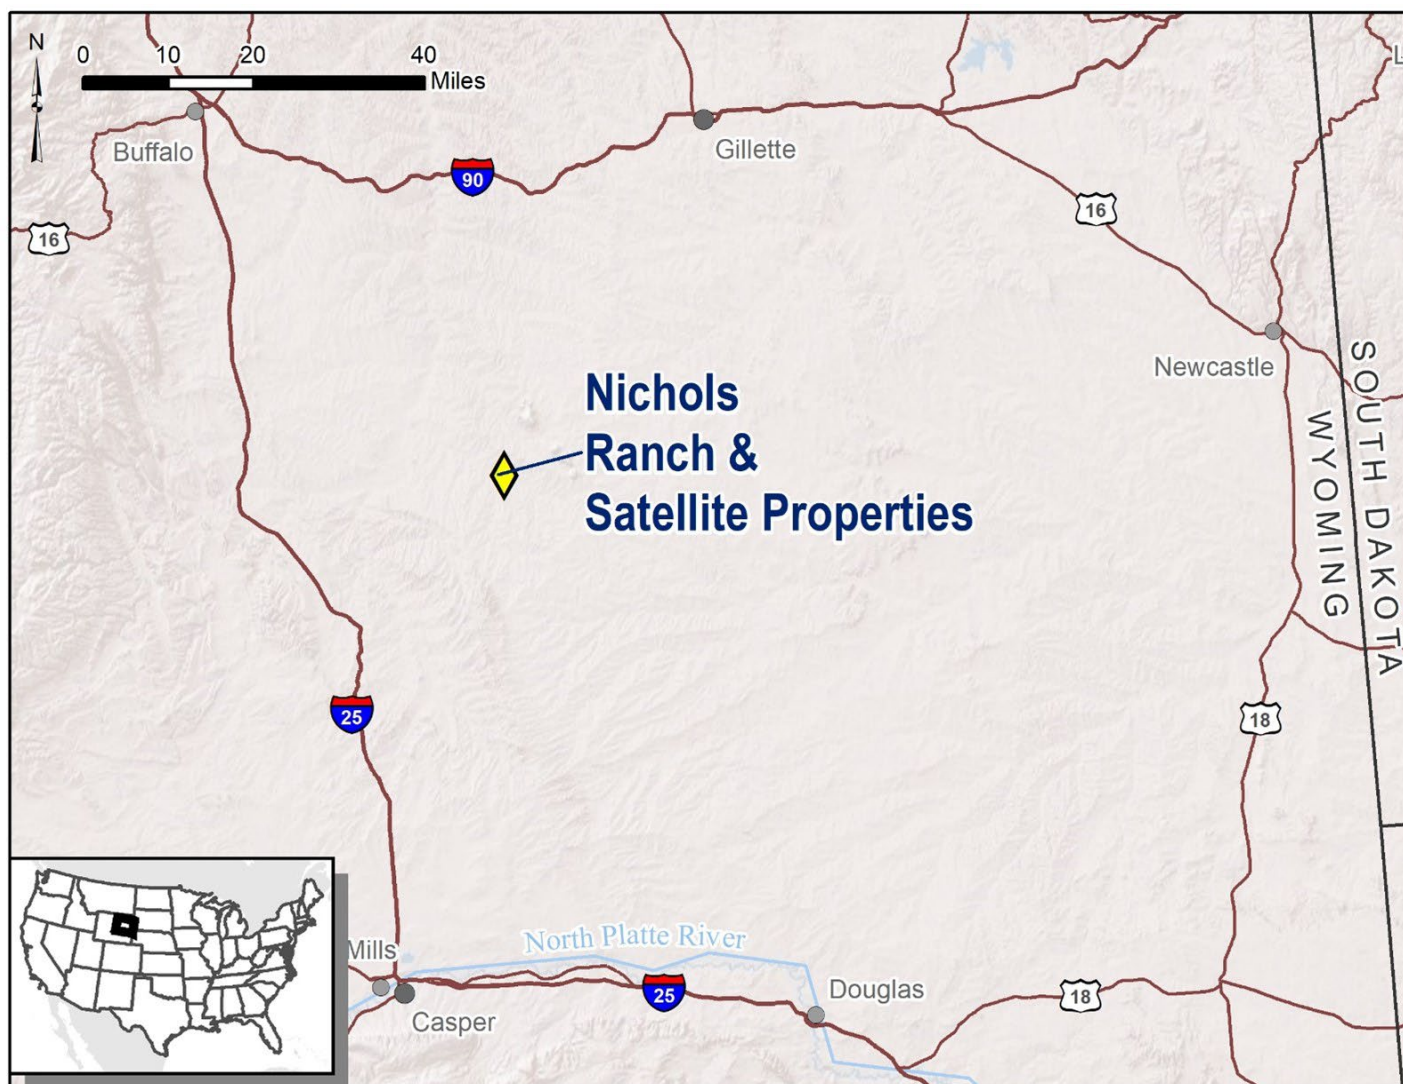 N
0 10 20 40
Miles
Buffalo
Gillette
90
16
16
Newcastle
Nichols
Ranch &
Satellite Properties
SOUTH DAKOTA
WYOMING
25
18
Mills
North Platte River
25
18
Douglas
Casper